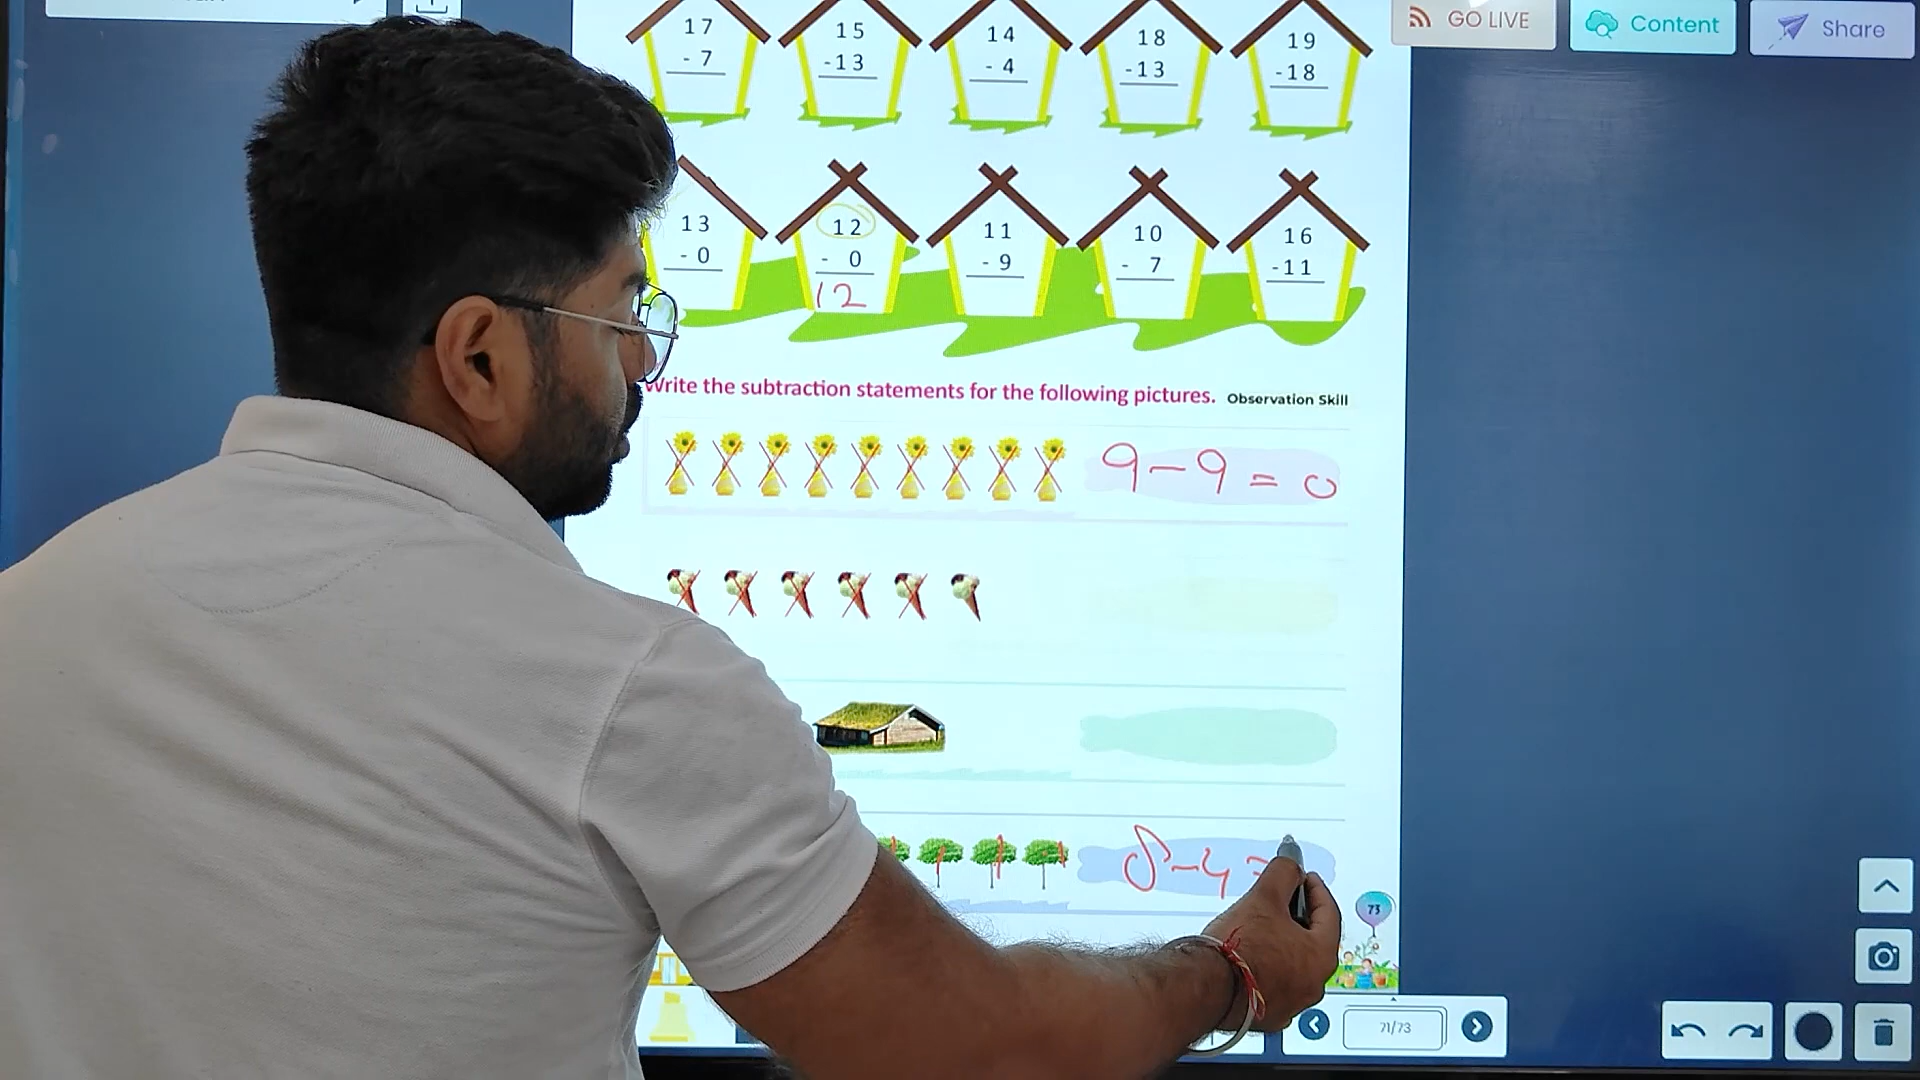 GO LIVE
Content
Share
17 15 14 18 19
- 7 -13 - 4 -13 -18
13 12 11 10 16
- 0 - 0 - 9 - 7 -11
12
Write the subtraction statements for the following pictures. Observation Skill
9-9=0
8-4=
73
71/73